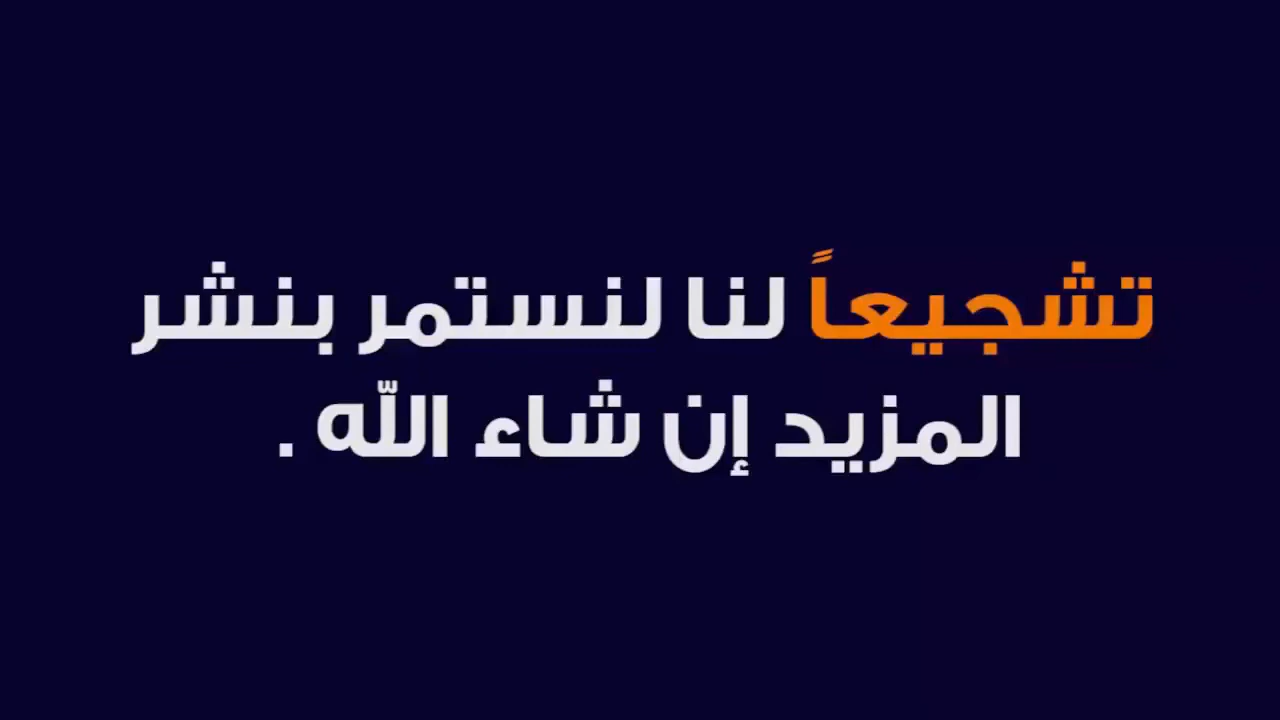 تشجيعاً لنا لنستمر بنشر
المزيد إن شاء الله .